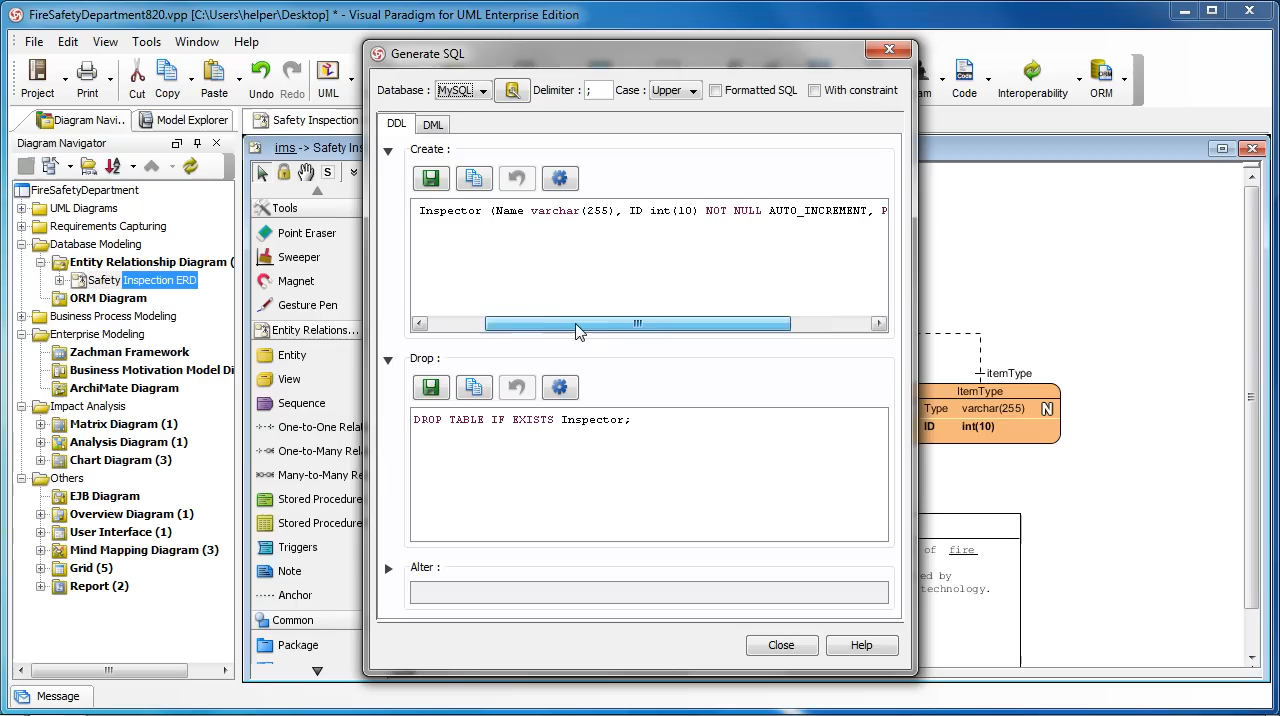 FireSafetyDepartment820.vpp [C:\Users\helper\Desktop] * - Visual Paradigm for UML Enterprise Edition
File Edit View Tools Window Help
Project Print Cut Copy Paste Undo Redo UML Code Interoperability ORM
Diagram Navi.. Model Explorer Safety Inspection
Diagram Navigator
FireSafetyDepartment
UML Diagrams
Requirements Capturing
Database Modeling
Entity Relationship Diagram (
Safety Inspection ERD
ORM Diagram
Business Process Modeling
Enterprise Modeling
Zachman Framework
Business Motivation Model Di
ArchiMate Diagram
Impact Analysis
Matrix Diagram (1)
Analysis Diagram (1)
Chart Diagram (3)
Others
EJB Diagram
Overview Diagram (1)
User Interface (1)
Mind Mapping Diagram (3)
Grid (5)
Report (2)
Message
ims -> Safety Ins
Tools
Point Eraser
Sweeper
Magnet
Gesture Pen
Entity Relations...
Entity
View
Sequence
One-to-One Rela
One-to-Many Re
Many-to-Many Re
Stored Procedure
Stored Procedure
Triggers
Note
Anchor
Common
Package
Generate SQL
Database : MySQL Delimiter : ; Case : Upper Formatted SQL With constraint
DDL DML
Create :
Inspector (Name varchar(255), ID int(10) NOT NULL AUTO_INCREMENT, P
Drop :
DROP TABLE IF EXISTS Inspector;
Alter :
Close Help
itemType
ItemType
Type varchar(255) N
ID int(10)
of fire
ed by
technology.